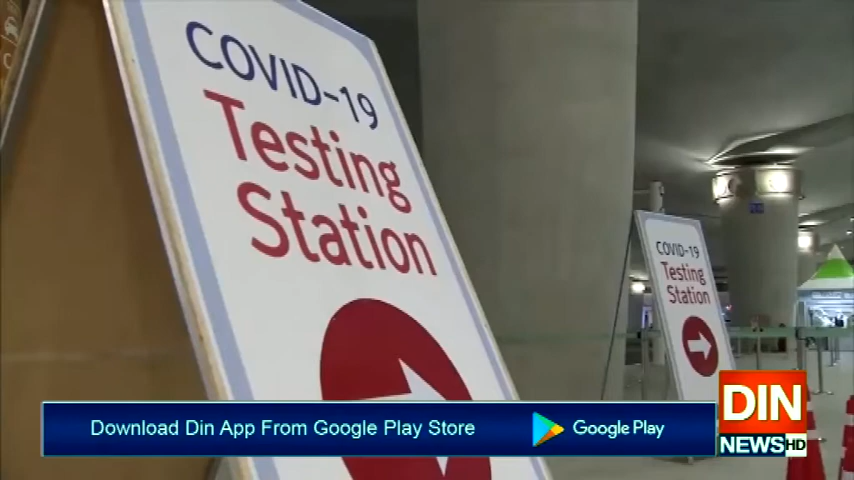 COVID-19
Testing
Station
COVID-19
Testing
Station
Download Din App From Google Play Store
Google Play
DIN
NEWS HD